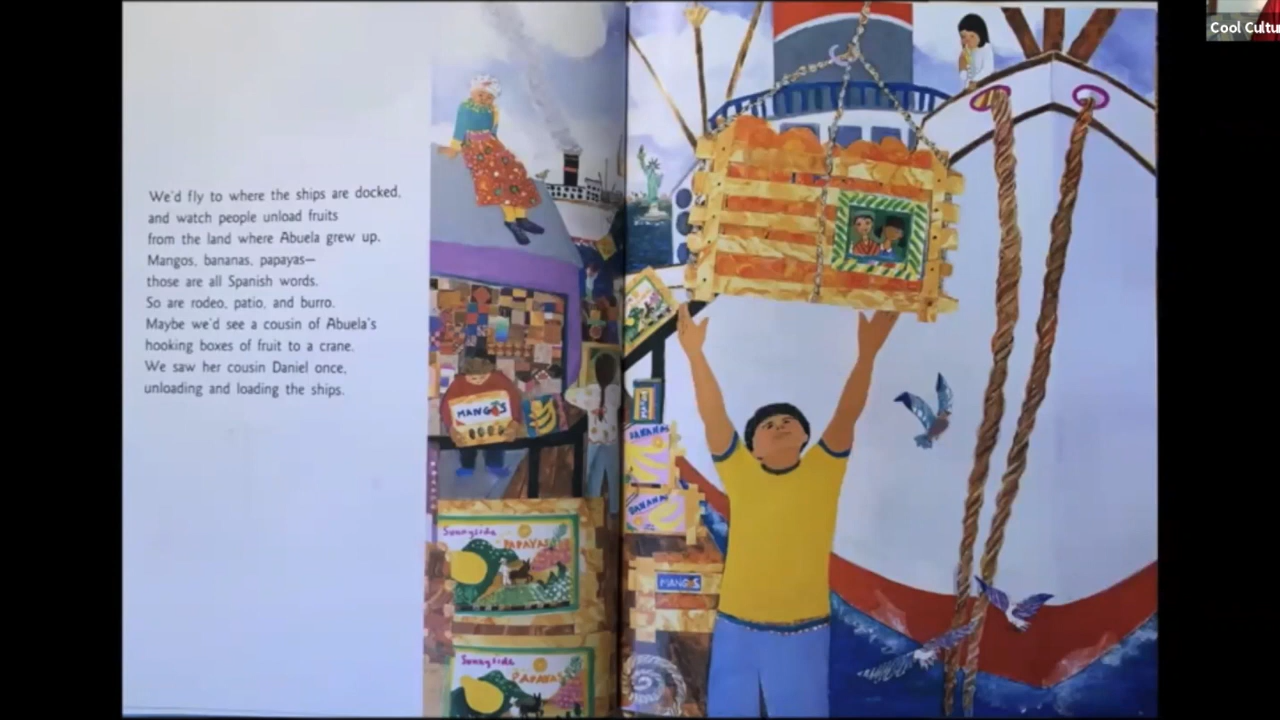 We'd fly to where the ships are docked,
and watch people unload fruits
from the land where Abuela grew up.
Mangos, bananas, papayas—
those are all Spanish words.
So are rodeo, patio, and burro.
Maybe we'd see a cousin of Abuela's
hooking boxes of fruit to a crane.
We saw her cousin Daniel once,
unloading and loading the ships.
MANGOS
BANANAS
BANANAS
MANGOS
Sunnyside
PAPAYAS
Sunnyside
PAPAYAS
Cool Cultu